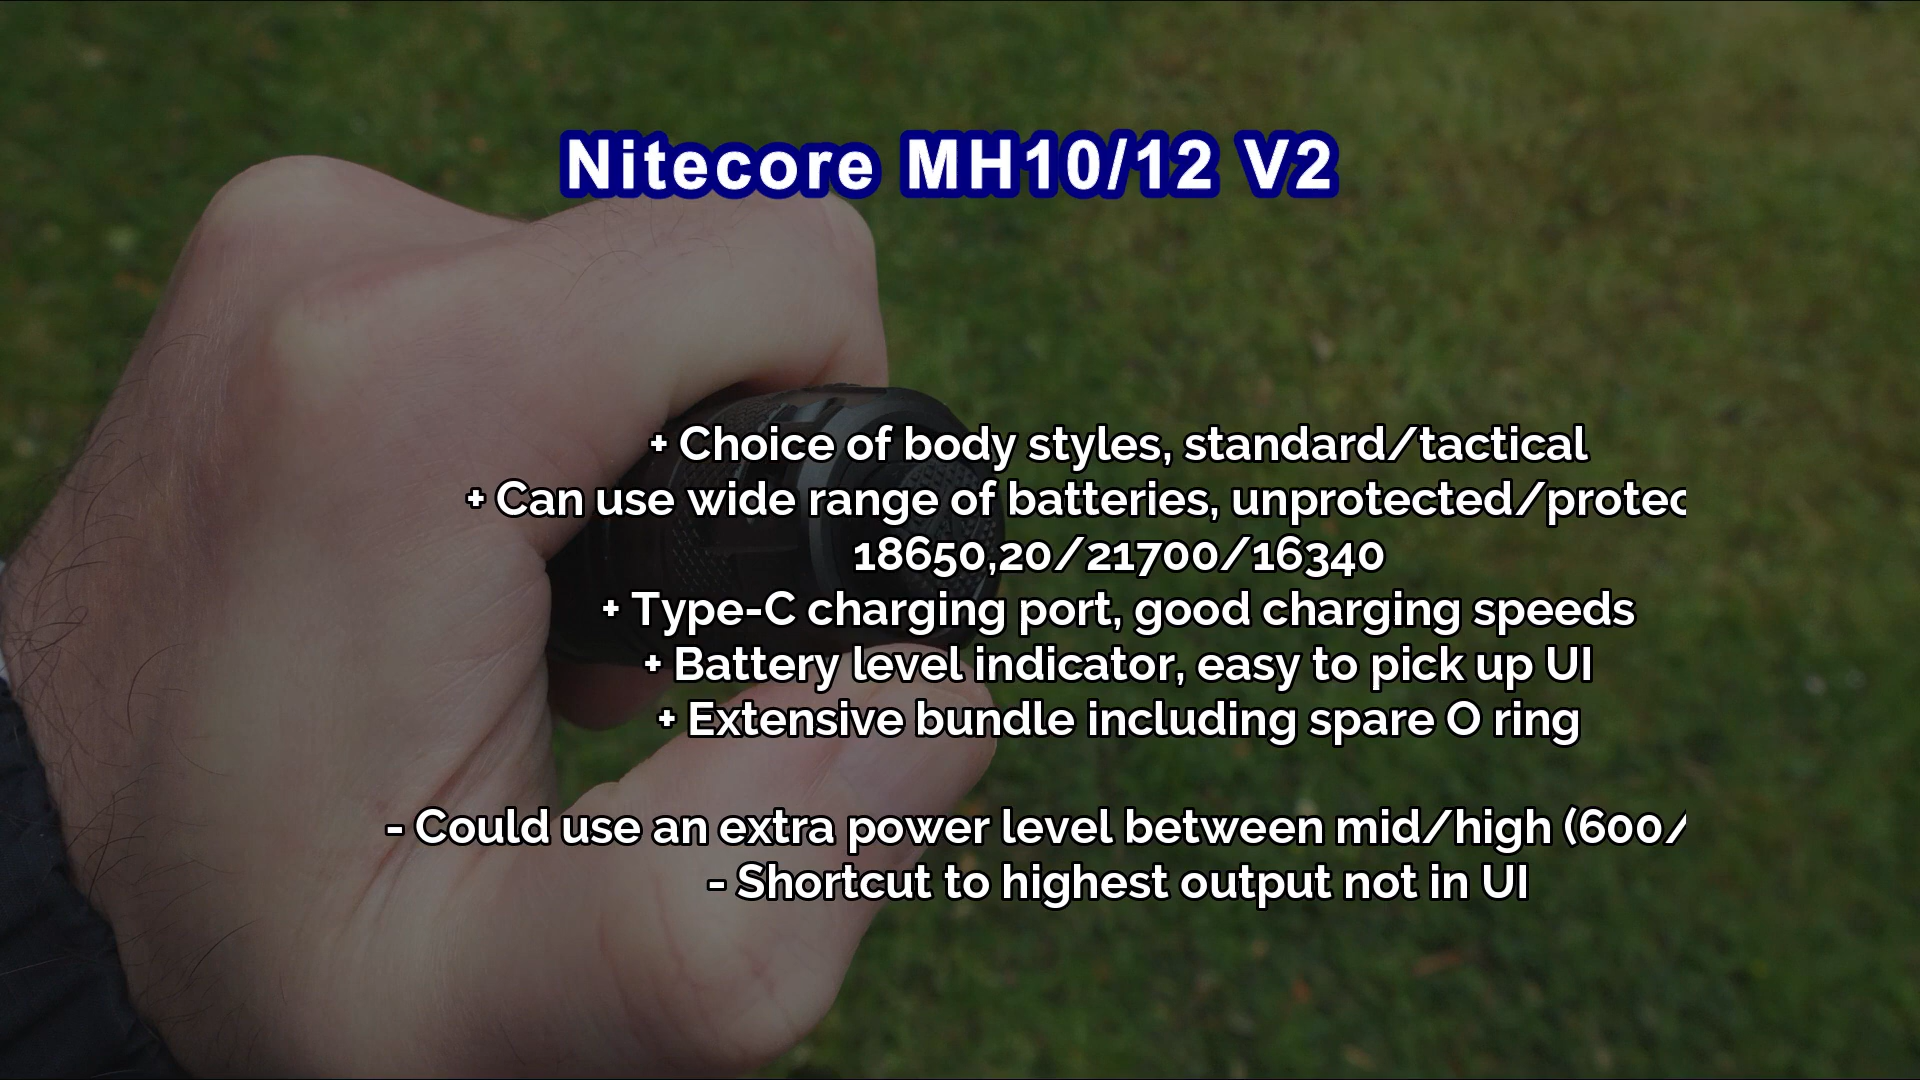 Nitecore MH10/12 V2
+ Choice of body styles, standard/tactical
+ Can use wide range of batteries, unprotected/protec
18650,20/21700/16340
+ Type-C charging port, good charging speeds
+ Battery level indicator, easy to pick up UI
+ Extensive bundle including spare O ring
- Could use an extra power level between mid/high (600/
- Shortcut to highest output not in UI